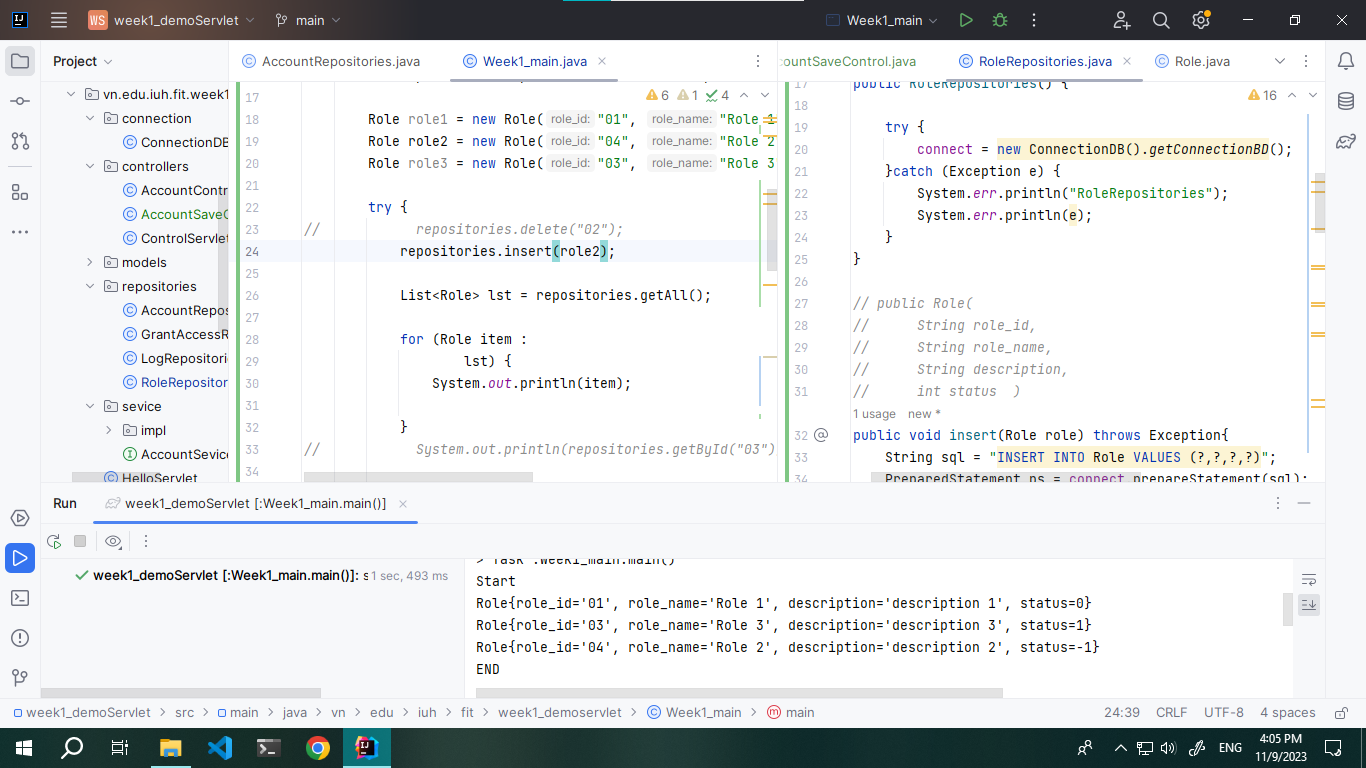 WS week1_demoServlet main Week1_main
Project
AccountRepositories.java Week1_main.java
ountSaveControl.java RoleRepositories.java Role.java
vn.edu.iuh.fit.week1
connection
ConnectionDB
controllers
AccountContr
AccountSaveC
ControlServlet
models
repositories
AccountRepos
GrantAccessR
LogRepositori
RoleRepositor
sevice
impl
AccountSevice
HelloServlet
6 1 4
17
18 Role role1 = new Role( role_id: "01", role_name: "Role 1
19 Role role2 = new Role( role_id: "04", role_name: "Role 2
20 Role role3 = new Role( role_id: "03", role_name: "Role 3
21
22 try {
23 // repositories.delete("02");
24 repositories.insert(role2);
25
26 List<Role> lst = repositories.getAll();
27
28 for (Role item :
29 lst) {
30 System.out.println(item);
31
32 }
33 // System.out.println(repositories.getById("03")
34
16
17 public RoleRepositories() {
18
19 try {
20 connect = new ConnectionDB().getConnectionBD();
21 }catch (Exception e) {
22 System.err.println("RoleRepositories");
23 System.err.println(e);
24 }
25 }
26
27 // public Role(
28 // String role_id,
29 // String role_name,
30 // String description,
31 // int status )
1 usage new *
32 public void insert(Role role) throws Exception{
33 String sql = "INSERT INTO Role VALUES (?,?,?,?)";
34 PreparedStatement ps = connect.prepareStatement(sql);
Run week1_demoServlet [:Week1_main.main()]
week1_demoServlet [:Week1_main.main()]: s 1 sec, 493 ms
> Task :Week1_main.main()
Start
Role{role_id='01', role_name='Role 1', description='description 1', status=0}
Role{role_id='03', role_name='Role 3', description='description 3', status=1}
Role{role_id='04', role_name='Role 2', description='description 2', status=-1}
END
week1_demoServlet > src > main > java > vn > edu > iuh > fit > week1_demoservlet > Week1_main > main
24:39 CRLF UTF-8 4 spaces
ENG
4:05 PM
11/9/2023